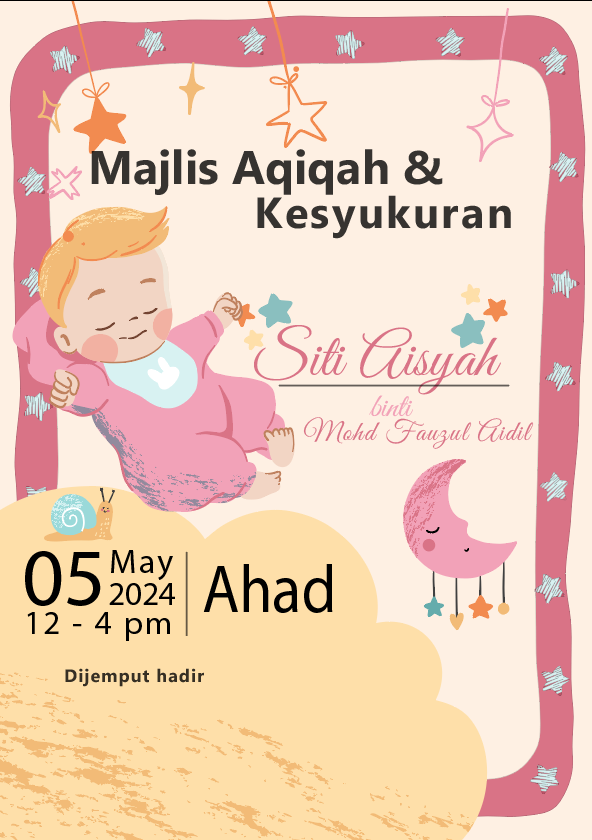 Majlis Aqiqah &
Kesyukuran
Siti Aisyah
binti
Mohd Fauzul Aidil
05 May
2024
12 - 4 pm
Ahad
Dijemput hadir